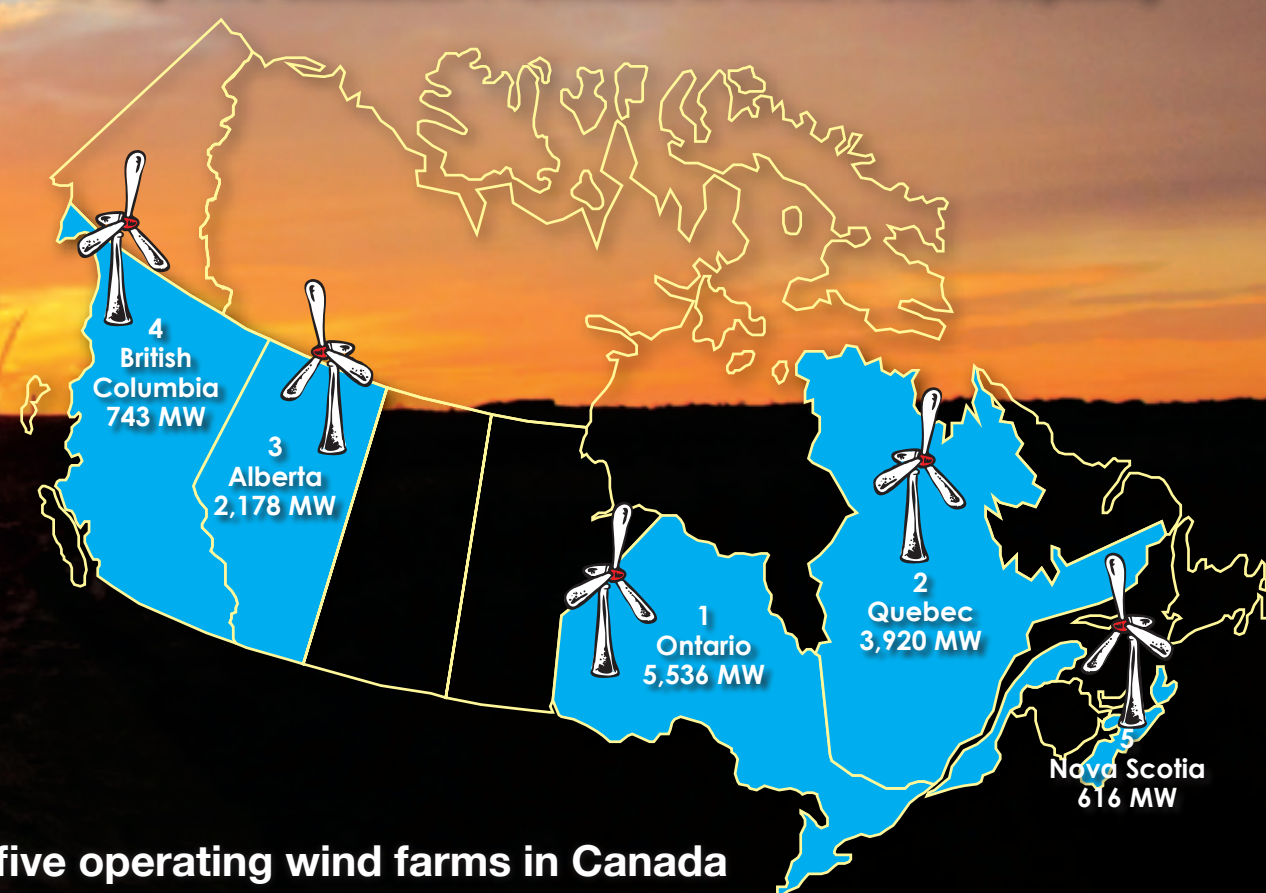 4
British
Columbia
743 MW
3
Alberta
2,178 MW
1
Ontario
5,536 MW
2
Quebec
3,920 MW
5
Nova Scotia
616 MW
five operating wind farms in Canada